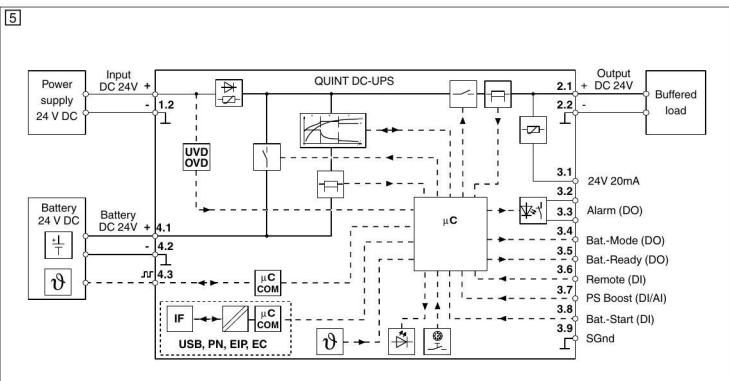 5
QUINT DC-UPS
Power
supply
24 V DC
Input
DC 24V +
- 1.2
UVD
OVD
2.1
2.2
Output
+ DC 24V
-
Buffered
load
3.1
24V 20mA
3.2
3.3
Alarm (DO)
3.4
Bat.-Mode (DO)
3.5
Bat.-Ready (DO)
3.6
Remote (DI)
3.7
PS Boost (DI/AI)
3.8
Bat.-Start (DI)
3.9
SGnd
µC
Battery
24 V DC
Battery
DC 24V + 4.1
- 4.2
4.3
+
ϑ
µC
COM
IF
µC
COM
USB, PN, EIP, EC
ϑ